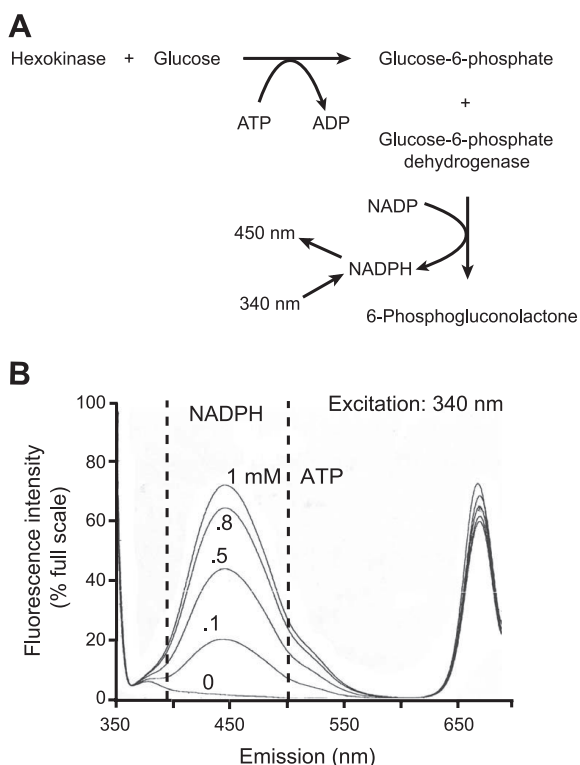 A
Hexokinase + Glucose
Glucose-6-phosphate
ATP
ADP
+
Glucose-6-phosphate
dehydrogenase
NADP
450 nm
NADPH
340 nm
6-Phosphogluconolactone
B
Fluorescence intensity
(% full scale)
100
80
60
40
20
0
NADPH
Excitation: 340 nm
1 mM
ATP
.8
.5
.1
0
350
450
550
650
Emission (nm)